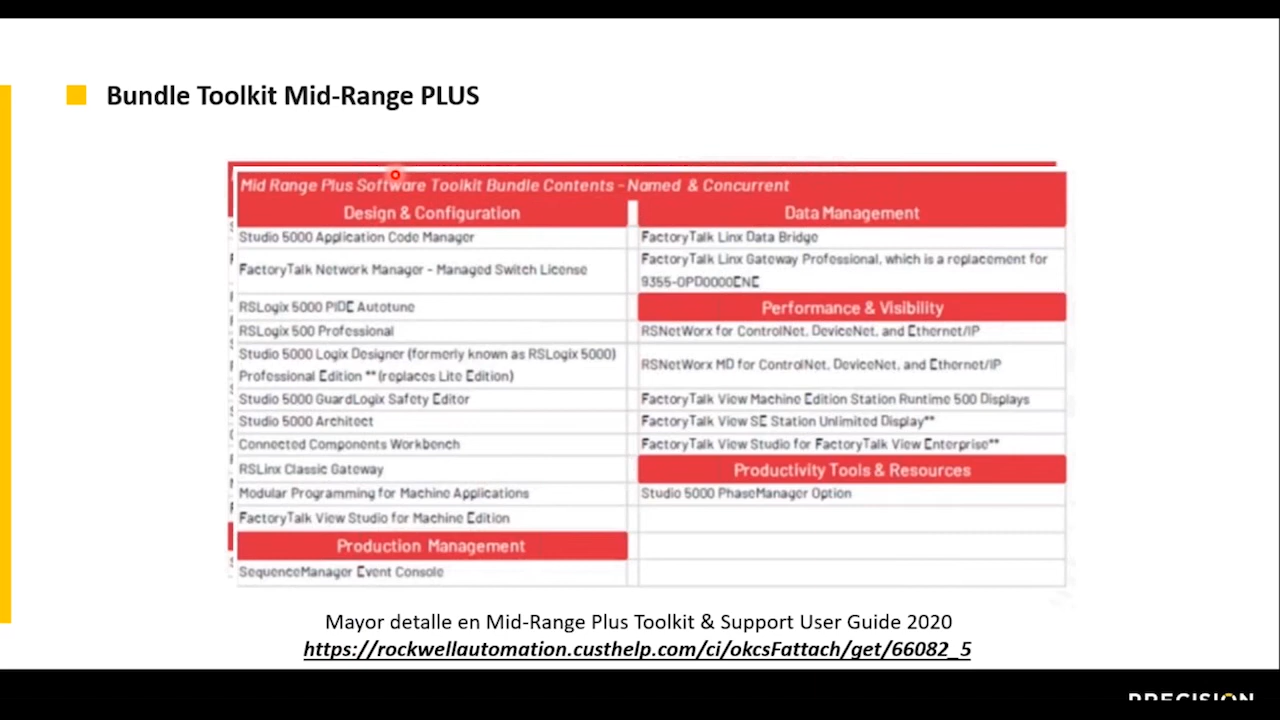 Bundle Toolkit Mid-Range PLUS
Mid Range Plus Software Toolkit Bundle Contents - Named & Concurrent
Design & Configuration
Studio 5000 Application Code Manager
FactoryTalk Network Manager - Managed Switch License
RSLogix 5000 PIDE Autotune
RSLogix 500 Professional
Studio 5000 Logix Designer (formerly known as RSLogix 5000)
Professional Edition ** (replaces Lite Edition)
Studio 5000 GuardLogix Safety Editor
Studio 5000 Architect
Connected Components Workbench
RSLinx Classic Gateway
Modular Programming for Machine Applications
FactoryTalk View Studio for Machine Edition
Production Management
SequenceManager Event Console
Data Management
FactoryTalk Linx Data Bridge
FactoryTalk Linx Gateway Professional, which is a replacement for
9355-OPD0000ENE
Performance & Visibility
RSNetWorx for ControlNet, DeviceNet, and Ethernet/IP
RSNetWorx MD for ControlNet, DeviceNet, and Ethernet/IP
FactoryTalk View Machine Edition Station Runtime 500 Displays
FactoryTalk View SE Station Unlimited Display**
FactoryTalk View Studio for FactoryTalk View Enterprise**
Productivity Tools & Resources
Studio 5000 PhaseManager Option
Mayor detalle en Mid-Range Plus Toolkit & Support User Guide 2020
https://rockwellautomation.custhelp.com/ci/okcsFattach/get/66082_5
PRECISION